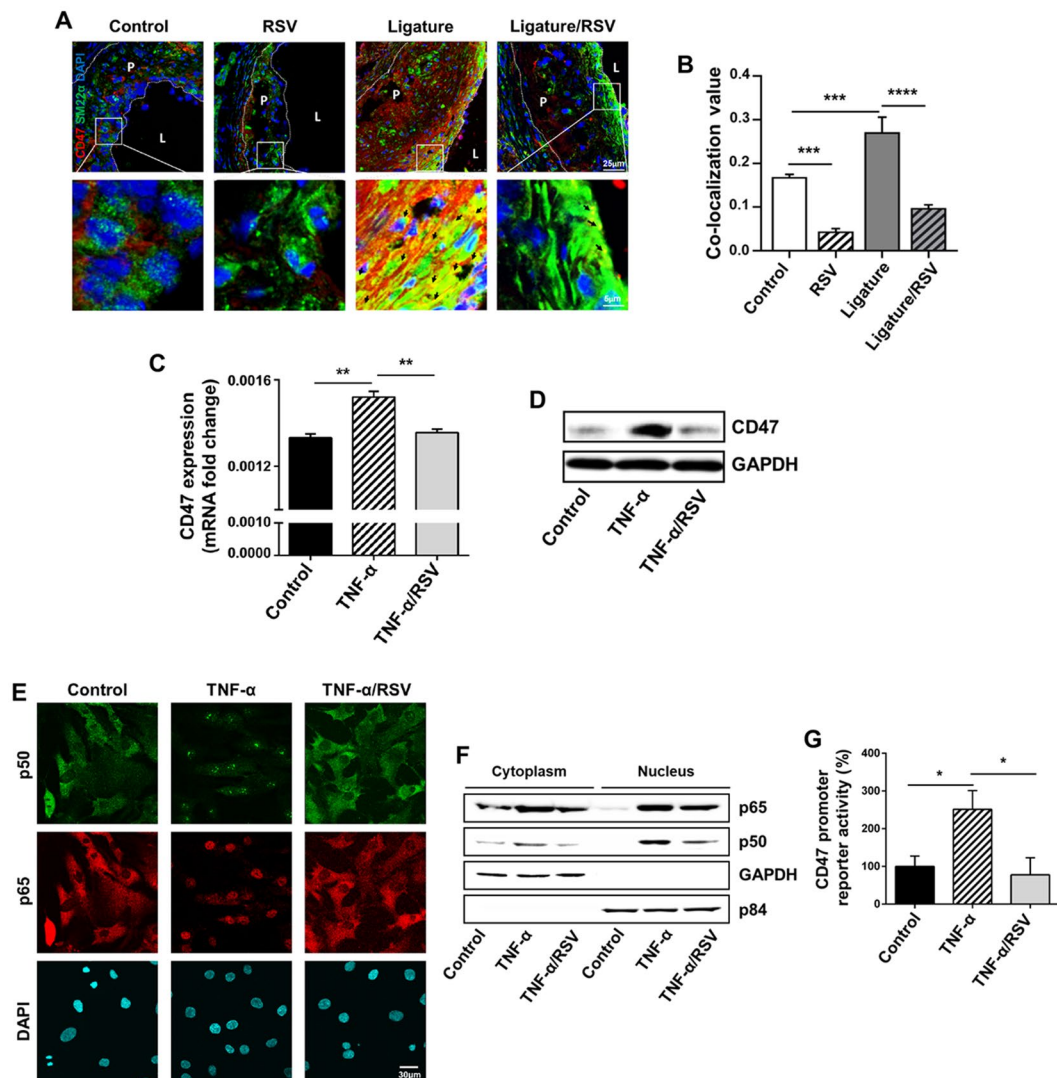 A
Control
RSV
Ligature
Ligature/RSV
CD47 SM22α DAPI
P
L
P
L
P
L
P
L
25μm
6μm
B
Co-localization value
0.4
0.3
0.2
0.1
0.0
***
***
****
Control
RSV
Ligature
Ligature/RSV
C
CD47 expression
(mRNA fold change)
0.0016
0.0012
0.0010
0.0000
**
**
Control
TNF-α
TNF-α/RSV
D
CD47
GAPDH
Control
TNF-α
TNF-α/RSV
E
Control
TNF-α
TNF-α/RSV
p50
p65
DAPI
30μm
F
Cytoplasm
Nucleus
p65
p50
GAPDH
p84
Control
TNF-α
TNF-α/RSV
Control
TNF-α
TNF-α/RSV
G
CD47 promoter
reporter activity (%)
400
300
200
100
0
*
*
Control
TNF-α
TNF-α/RSV